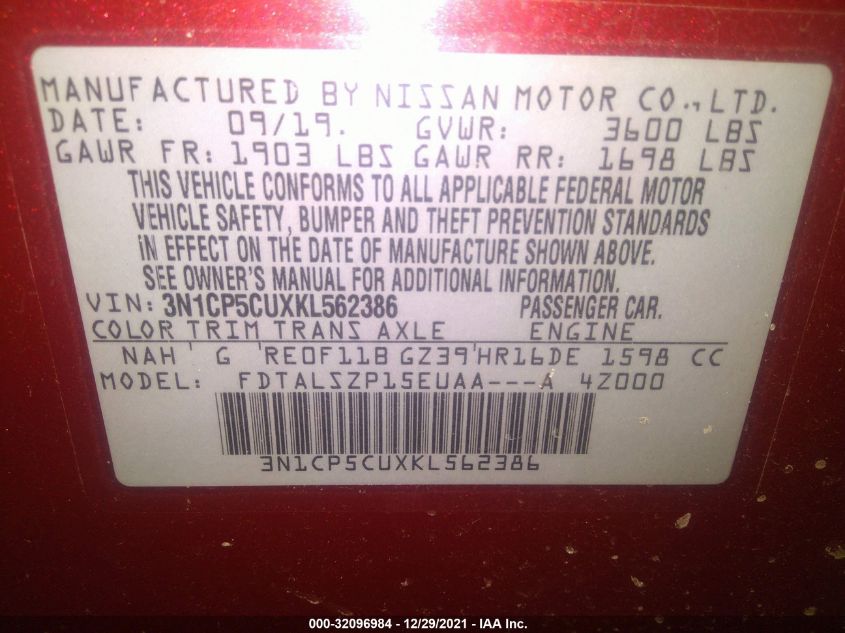 MANUFACTURED BY NISSAN MOTOR CO.,LTD.
DATE: 09/19. GVWR: 3600 LBS
GAWR FR: 1903 LBS GAWR RR: 1698 LBS
THIS VEHICLE CONFORMS TO ALL APPLICABLE FEDERAL MOTOR
VEHICLE SAFETY, BUMPER AND THEFT PREVENTION STANDARDS
IN EFFECT ON THE DATE OF MANUFACTURE SHOWN ABOVE.
SEE OWNER'S MANUAL FOR ADDITIONAL INFORMATION.
VIN: 3N1CP5CUXKL562386 PASSENGER CAR.
COLOR TRIM TRANS AXLE ENGINE
NAH ' G 'RE0F11B GZ39'HR16DE 1598 CC
MODEL: FDTALSZP15EUAA---A 4Z000
3N1CP5CUXKL562386
000-32096984 - 12/29/2021 - IAA Inc.